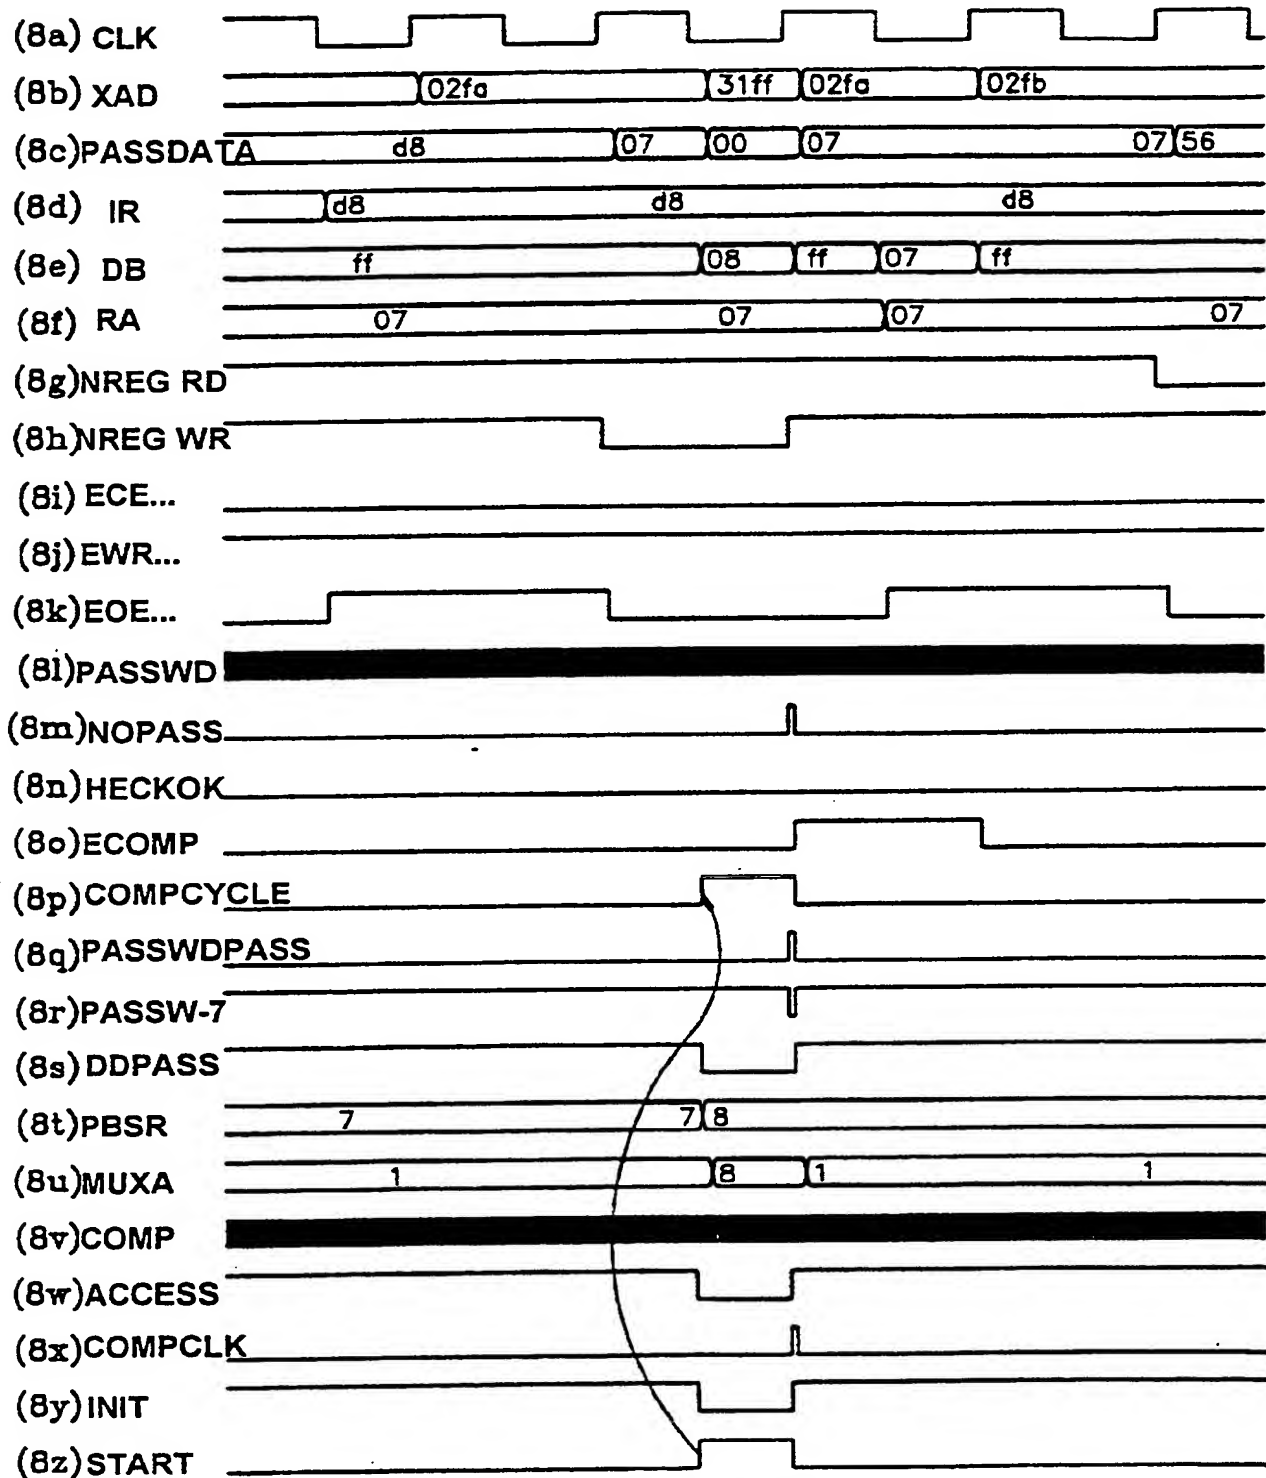 (8a) CLK
(8b) XAD 02fa 31ff 02fa 02fb
(8c)PASSDATA d8 07 00 07 07 56
(8d) IR d8 d8 d8
(8e) DB ff 08 ff 07 ff
(8f) RA 07 07 07 07
(8g)NREG RD
(8h)NREG WR
(8i) ECE...
(8j)EWR...
(8k)EOE...
(8l)PASSWD
(8m)NOPASS
(8n)HECKOK
(8o)ECOMP
(8p)COMPCYCLE
(8q)PASSWDPASS
(8r)PASSW-7
(8s) DDPASS
(8t)PBSR 7 7 8
(8u)MUXA 1 8 1 1
(8v)COMP
(8w)ACCESS
(8x)COMPCLK
(8y)INIT
(8z)START